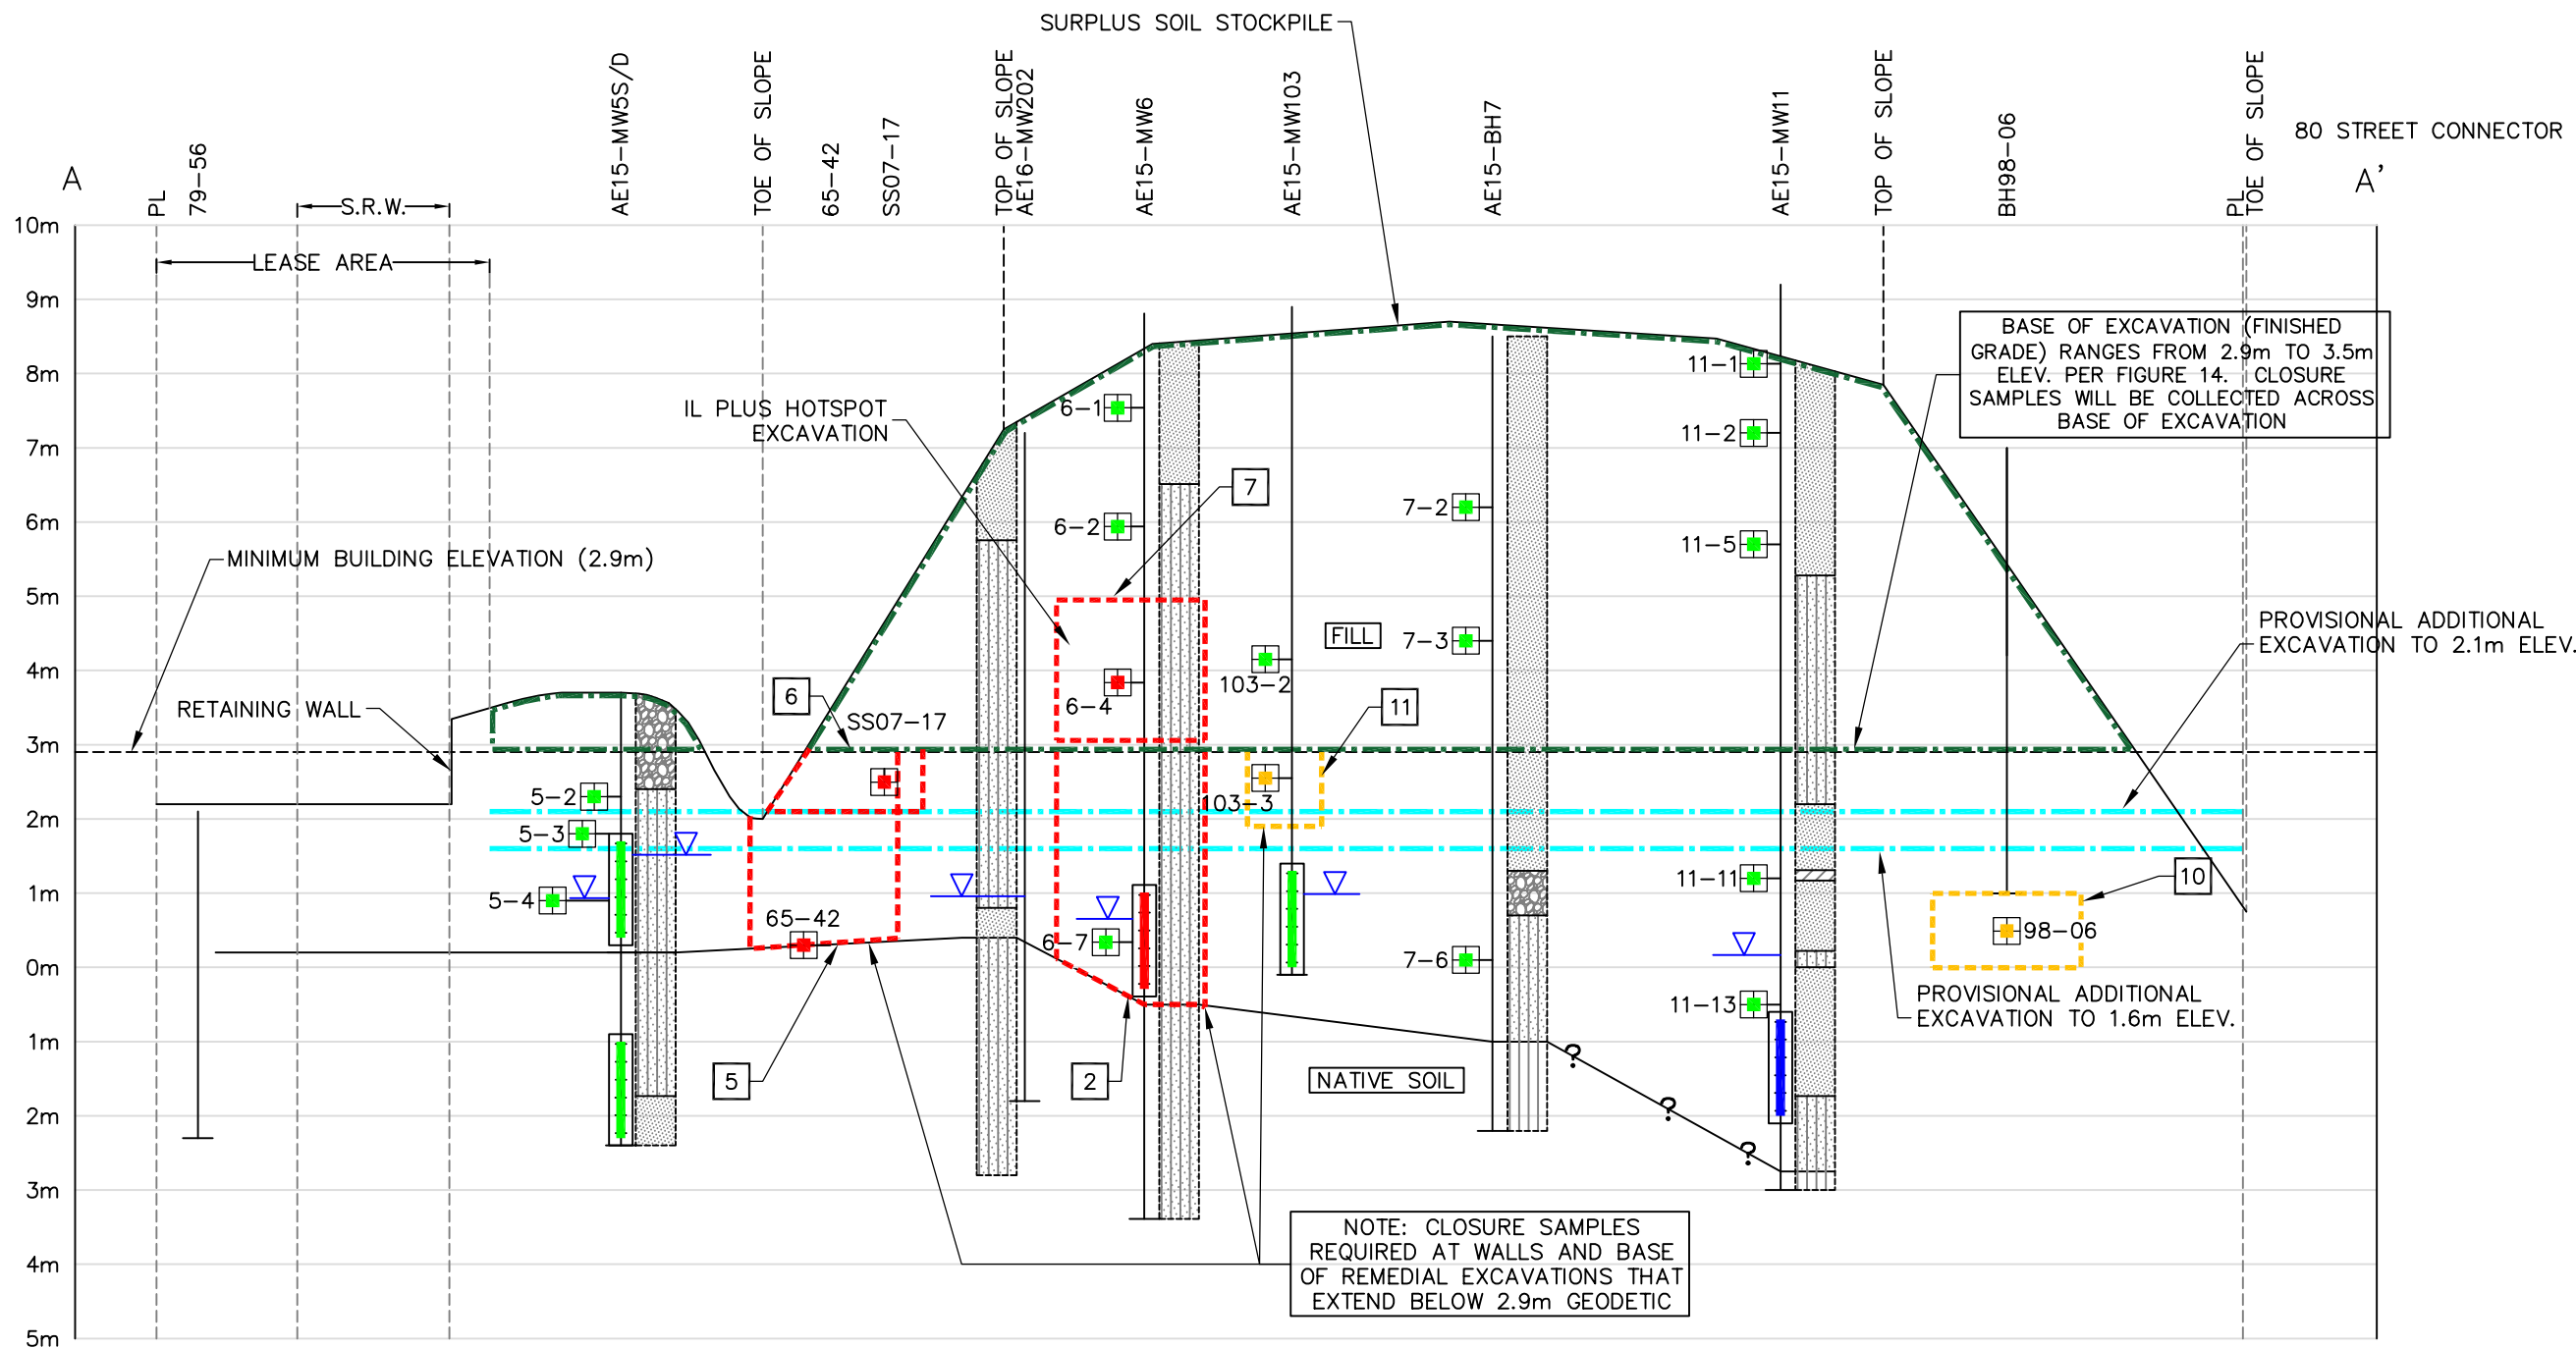 SURPLUS SOIL STOCKPILE
80 STREET CONNECTOR
A
PL
79-56
S.R.W.
AE15-MW5S/D
TOE OF SLOPE
65-42
SS07-17
TOP OF SLOPE
AE16-MW202
AE15-MW6
AE15-MW103
AE15-BH7
AE15-MW11
TOP OF SLOPE
BH98-06
PL
TOE OF SLOPE
A'
10m
9m
8m
7m
6m
5m
4m
3m
2m
1m
0m
1m
2m
3m
4m
5m
LEASE AREA
BASE OF EXCAVATION (FINISHED
GRADE) RANGES FROM 2.9m TO 3.5m
ELEV. PER FIGURE 14. CLOSURE
SAMPLES WILL BE COLLECTED ACROSS
BASE OF EXCAVATION
IL PLUS HOTSPOT
EXCAVATION
MINIMUM BUILDING ELEVATION (2.9m)
RETAINING WALL
PROVISIONAL ADDITIONAL
EXCAVATION TO 2.1m ELEV.
PROVISIONAL ADDITIONAL
EXCAVATION TO 1.6m ELEV.
6-1
6-2
6-4
6-7
7
6
SS07-17
11
FILL
103-2
103-3
7-2
7-3
7-6
11-1
11-2
11-5
11-11
11-13
10
98-06
5-2
5-3
5-4
65-42
5
2
NATIVE SOIL
?
?
?
NOTE: CLOSURE SAMPLES
REQUIRED AT WALLS AND BASE
OF REMEDIAL EXCAVATIONS THAT
EXTEND BELOW 2.9m GEODETIC